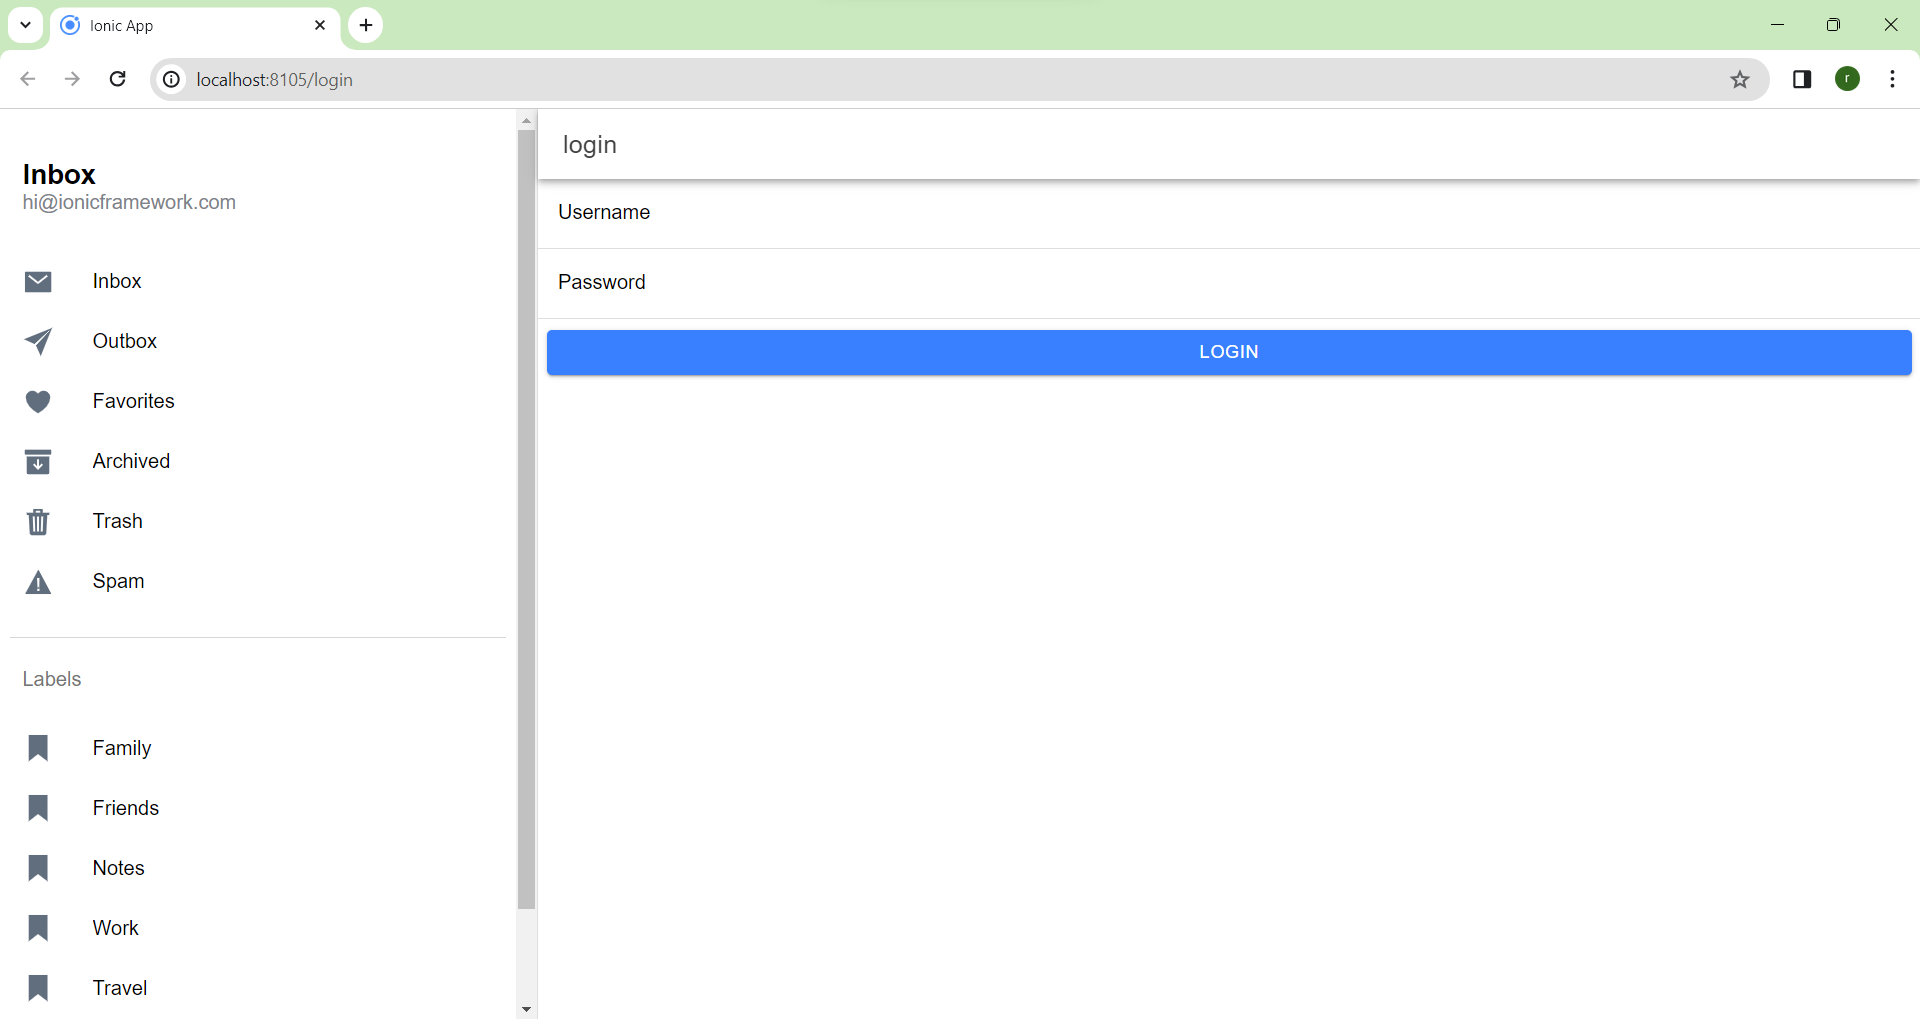 Ionic App
localhost:8105/login
r
Inbox
hi@ionicframework.com
Inbox
Outbox
Favorites
Archived
Trash
Spam
Labels
Family
Friends
Notes
Work
Travel
login
Username
Password
LOGIN